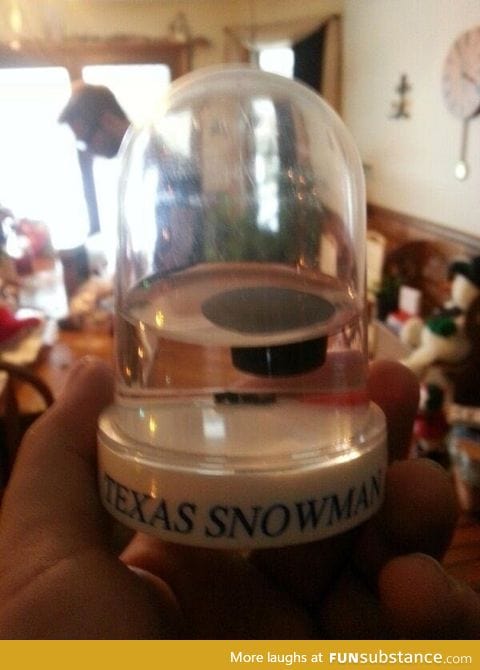 TEXAS SNOWMAN
More laughs at FUNsubstance.com